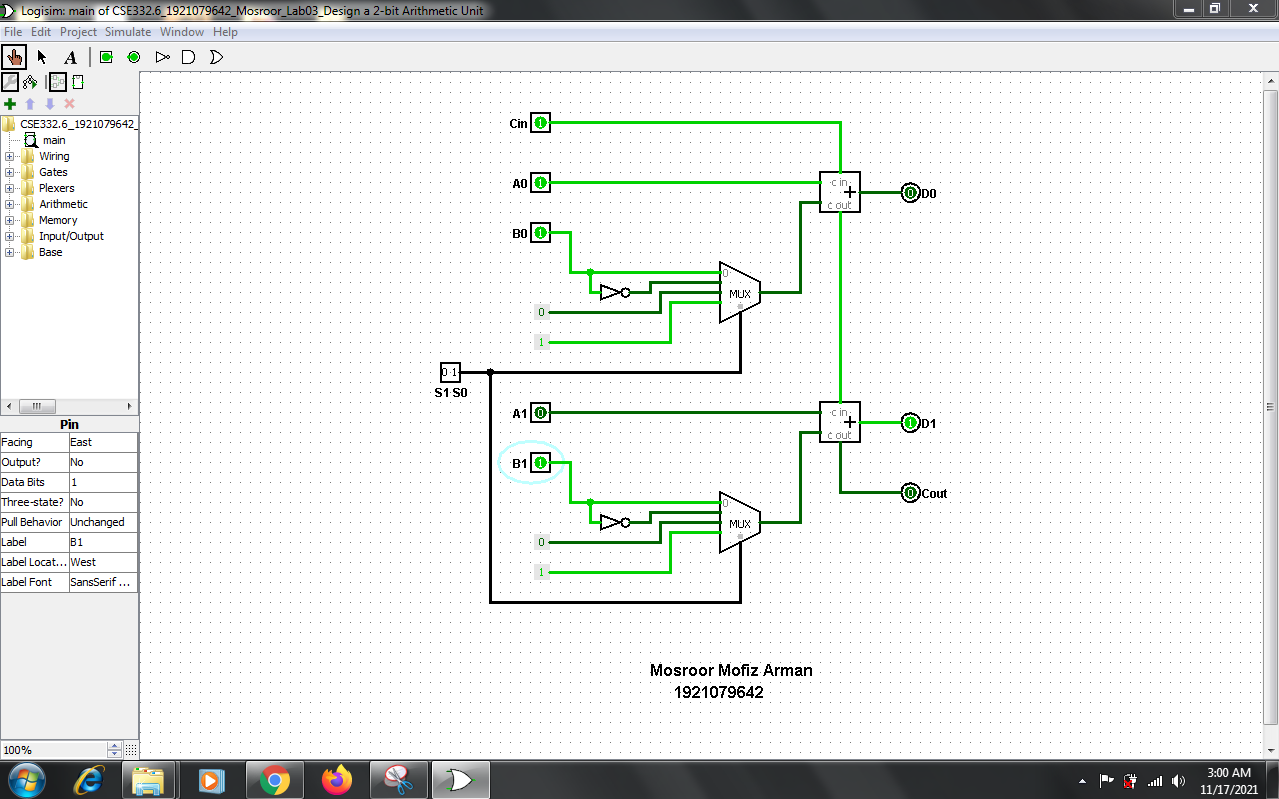 Logisim: main of CSE332.6_1921079642_Mosroor_Lab03_Design a 2-bit Arithmetic Unit
File Edit Project Simulate Window Help
A
CSE332.6_1921079642_
main
Wiring
Gates
Plexers
Arithmetic
Memory
Input/Output
Base
Pin
Facing East
Output? No
Data Bits 1
Three-state? No
Pull Behavior Unchanged
Label B1
Label Locat... West
Label Font SansSerif ...
100%
Cin 1
A0 1
c in
+
c out
0 D0
B0 1
0
MUX
0
1
0 1
S1 S0
A1 0
c in
+
c out
1 D1
B1 1
0
MUX
0 Cout
0
1
Mosroor Mofiz Arman
1921079642
3:00 AM
11/17/2021